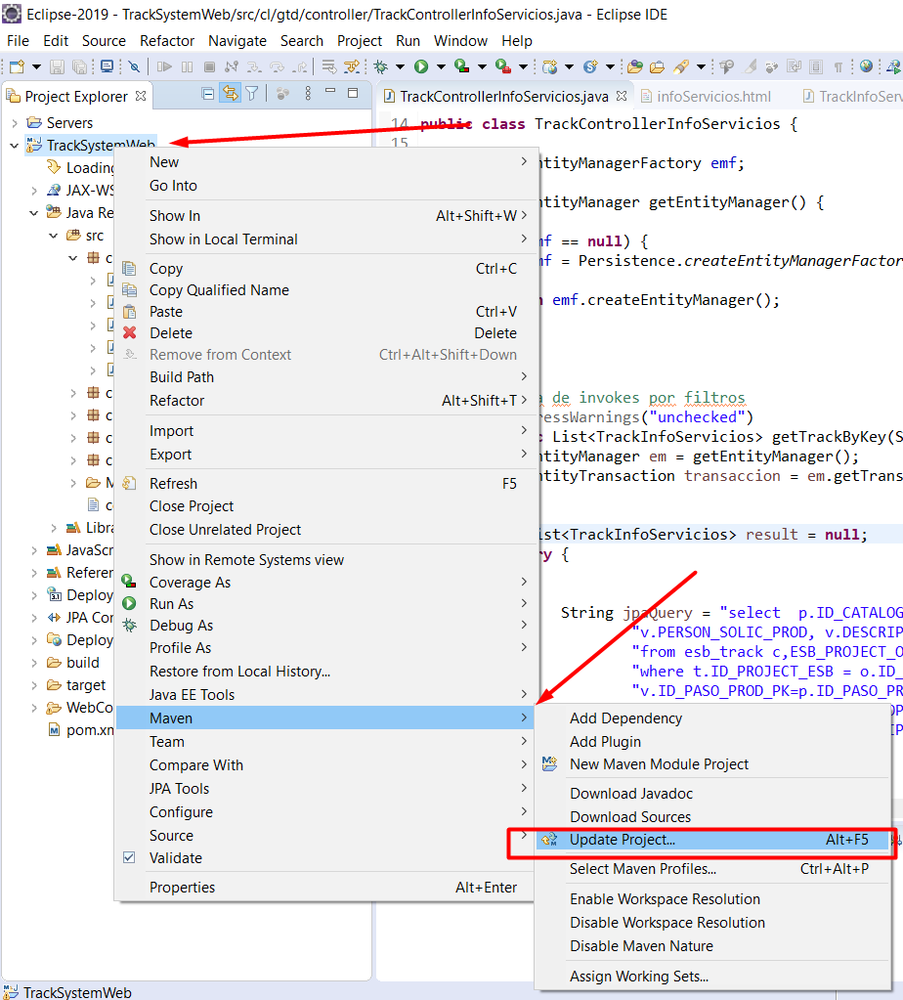 Eclipse-2019 - TrackSystemWeb/src/cl/gtd/controller/TrackControllerInfoServicios.java - Eclipse IDE
File Edit Source Refactor Navigate Search Project Run Window Help
Project Explorer
TrackControllerInfoServicios.java infoServicios.html TrackInfoServ
Servers
TrackSystemWeb
Loading
JAX-WS
Java Re
src
c
c
c
c
c
M
c
Libra
JavaScr
Referen
Deploy
JPA Con
Deploy
build
target
WebCo
pom.xm
New
Go Into
Show In Alt+Shift+W
Show in Local Terminal
Copy Ctrl+C
Copy Qualified Name
Paste Ctrl+V
Delete Delete
Remove from Context Ctrl+Alt+Shift+Down
Build Path
Refactor Alt+Shift+T
Import
Export
Refresh F5
Close Project
Close Unrelated Project
Show in Remote Systems view
Coverage As
Run As
Debug As
Profile As
Restore from Local History...
Java EE Tools
Maven
Team
Compare With
JPA Tools
Configure
Source
Validate
Properties Alt+Enter
14 public class TrackControllerInfoServicios {
15
ntityManagerFactory emf;
ntityManager getEntityManager() {
mf == null) {
mf = Persistence.createEntityManagerFactor
n emf.createEntityManager();
a de invokes por filtros
ressWarnings("unchecked")
c List<TrackInfoServicios> getTrackByKey(S
ntityManager em = getEntityManager();
ntityTransaction transaccion = em.getTrans
ist<TrackInfoServicios> result = null;
ry {
String jpaQuery = "select p.ID_CATALOG
"v.PERSON_SOLIC_PROD, v.DESCRIP
"from esb_track c,ESB_PROJECT_O
"where t.ID_PROJECT_ESB = o.ID_
"v.ID_PASO_PROD_PK=p.ID_PASO_PR
Add Dependency
Add Plugin
New Maven Module Project
Download Javadoc
Download Sources
Update Project... Alt+F5
Select Maven Profiles... Ctrl+Alt+P
Enable Workspace Resolution
Disable Workspace Resolution
Disable Maven Nature
Assign Working Sets...
TrackSystemWeb